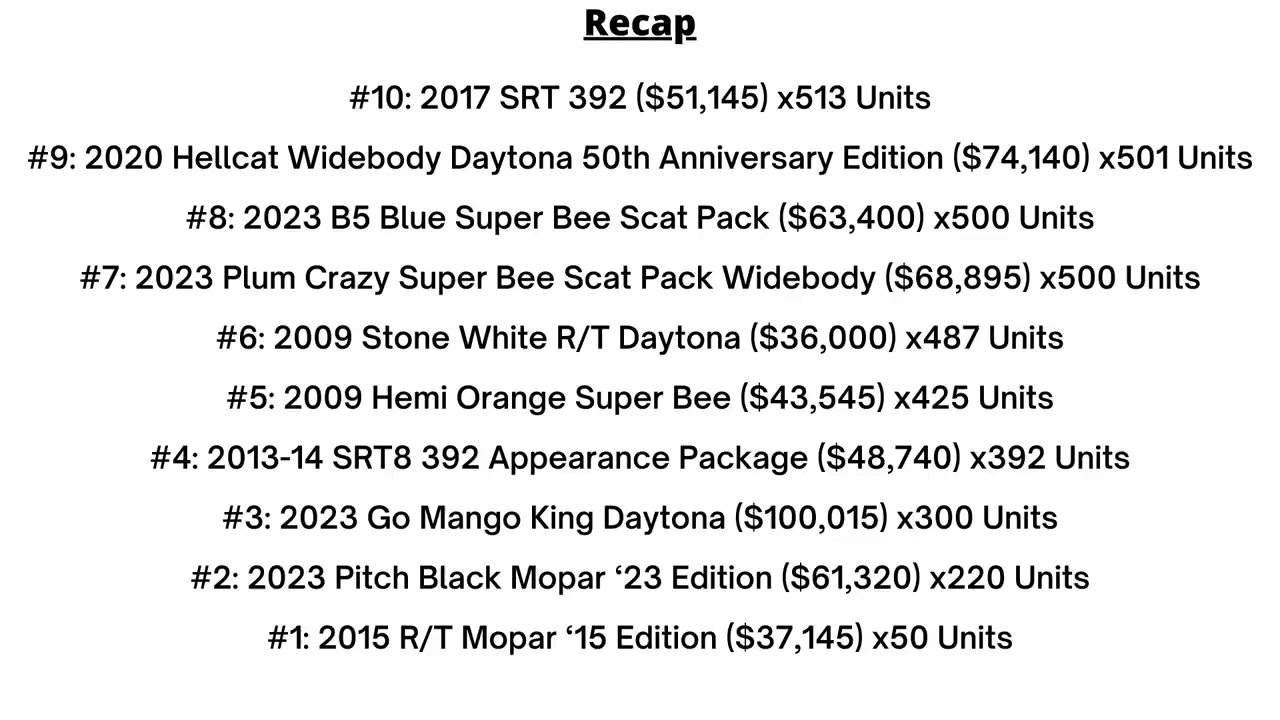 Recap
#10: 2017 SRT 392 ($51,145) x513 Units
#9: 2020 Hellcat Widebody Daytona 50th Anniversary Edition ($74,140) x501 Units
#8: 2023 B5 Blue Super Bee Scat Pack ($63,400) x500 Units
#7: 2023 Plum Crazy Super Bee Scat Pack Widebody ($68,895) x500 Units
#6: 2009 Stone White R/T Daytona ($36,000) x487 Units
#5: 2009 Hemi Orange Super Bee ($43,545) x425 Units
#4: 2013-14 SRT8 392 Appearance Package ($48,740) x392 Units
#3: 2023 Go Mango King Daytona ($100,015) x300 Units
#2: 2023 Pitch Black Mopar ‘23 Edition ($61,320) x220 Units
#1: 2015 R/T Mopar ‘15 Edition ($37,145) x50 Units